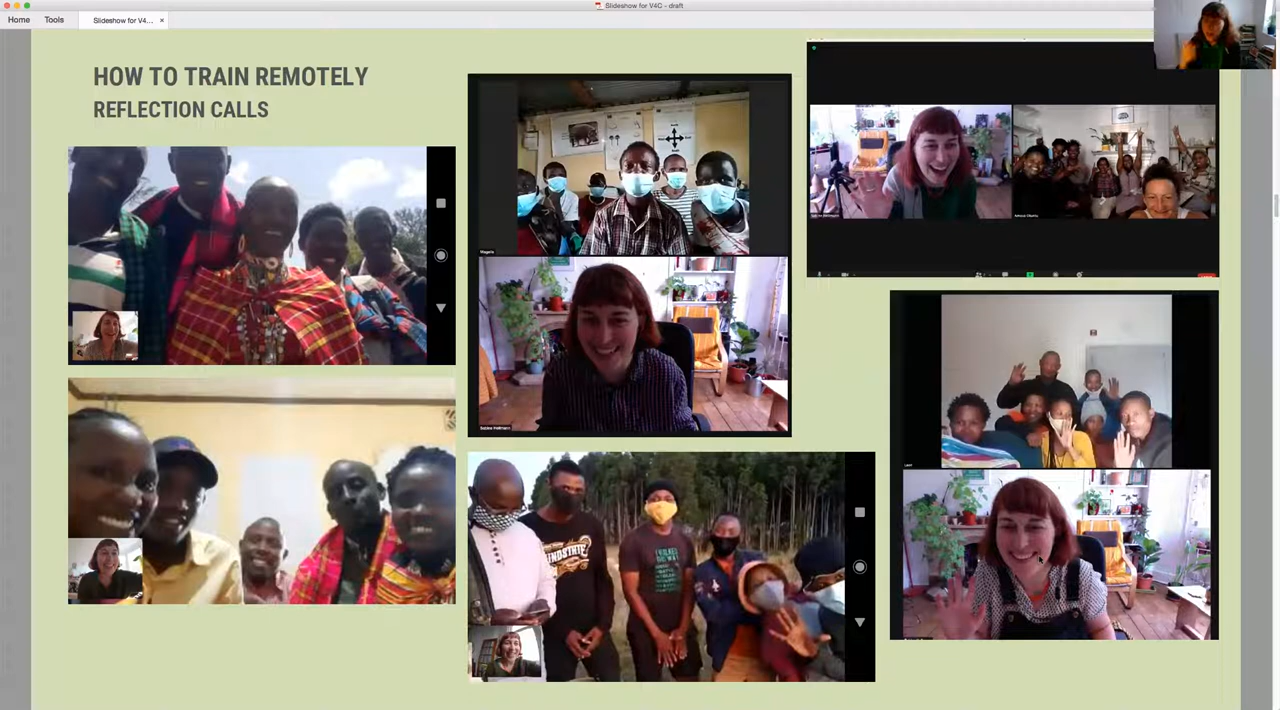 Slideshow for V4C - draft
Home
Tools
Slideshow for V4...
HOW TO TRAIN REMOTELY
REFLECTION CALLS